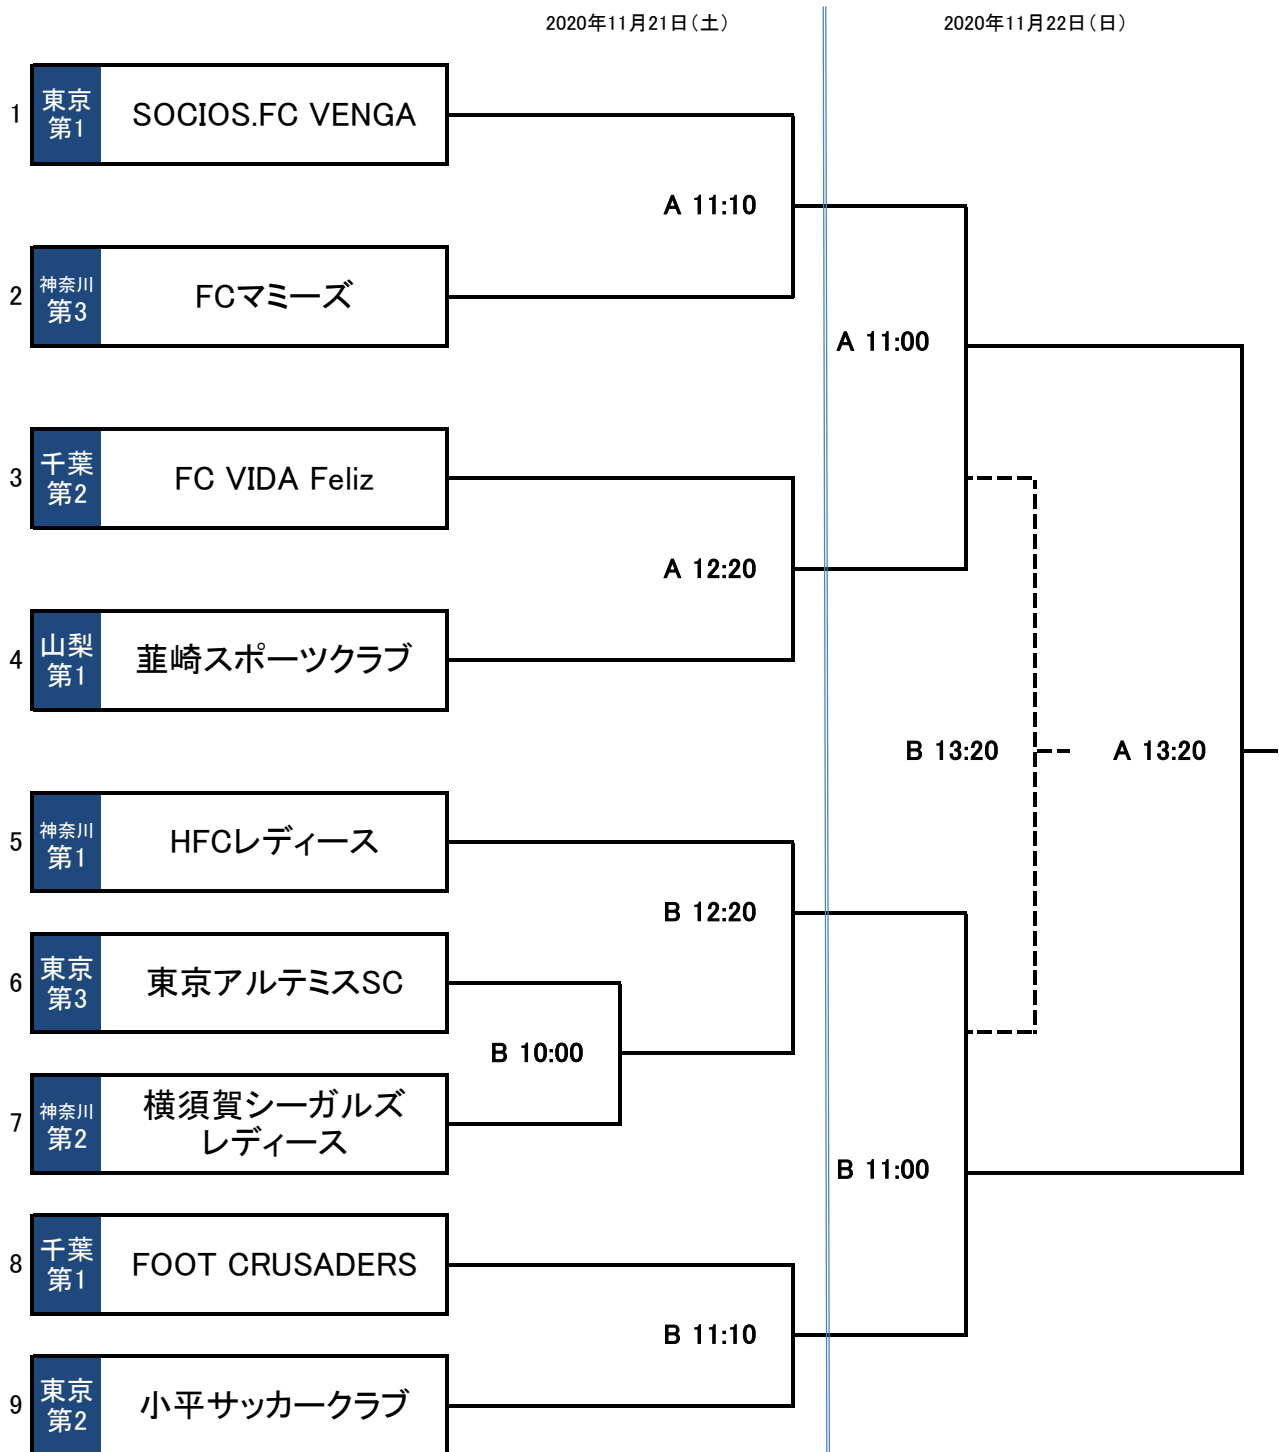 2020年11月21日(土)
2020年11月22日(日)
1
東京
第1
SOCIOS.FC VENGA
A 11:10
2
神奈川
第3
FCマミーズ
A 11:00
3
千葉
第2
FC VIDA Feliz
A 12:20
4
山梨
第1
韮崎スポーツクラブ
B 13:20
A 13:20
5
神奈川
第1
HFCレディース
B 12:20
6
東京
第3
東京アルテミスSC
B 10:00
7
神奈川
第2
横須賀シーガルズ
レディース
B 11:00
8
千葉
第1
FOOT CRUSADERS
B 11:10
9
東京
第2
小平サッカークラブ